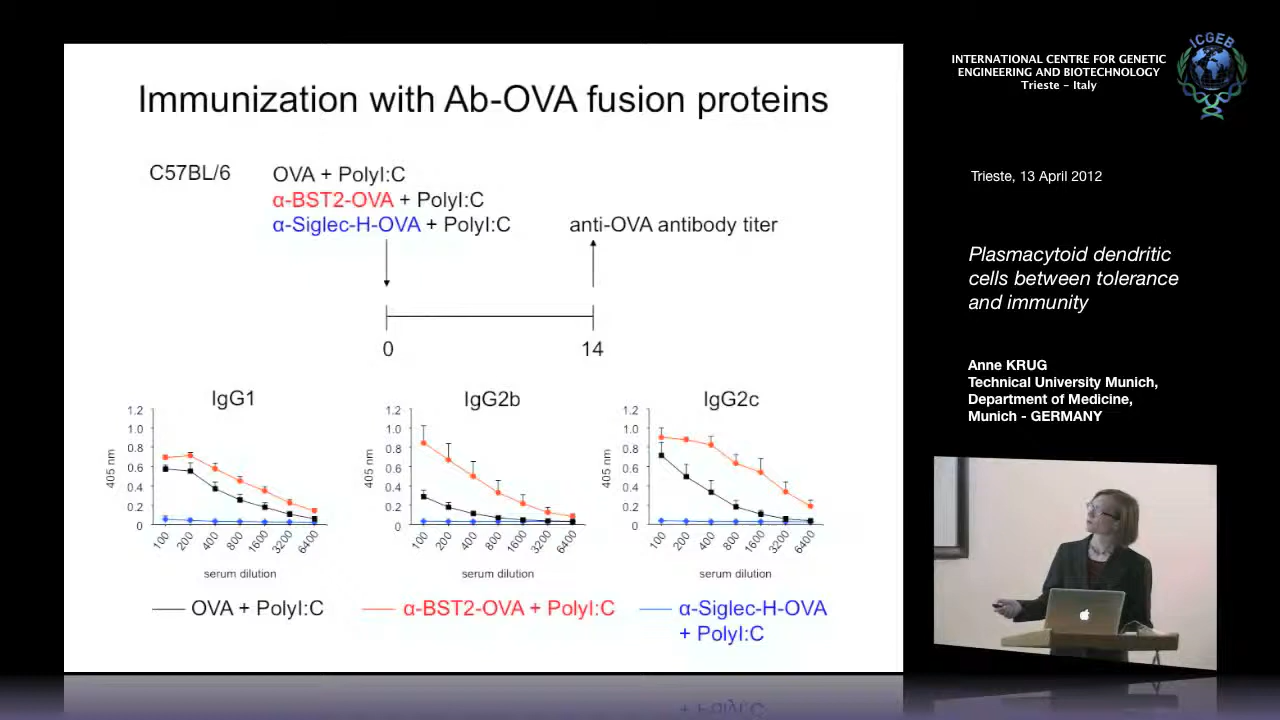 Immunization with Ab-OVA fusion proteins
C57BL/6
OVA + PolyI:C
α-BST2-OVA + PolyI:C
α-Siglec-H-OVA + PolyI:C
anti-OVA antibody titer
0
14
IgG1
1.2
1.0
0.8
0.6
0.4
0.2
0
405 nm
100
200
400
800
1600
3200
6400
serum dilution
IgG2b
1.2
1.0
0.8
0.6
0.4
0.2
0
405 nm
100
200
400
800
1600
3200
6400
serum dilution
IgG2c
1.2
1.0
0.8
0.6
0.4
0.2
0
405 nm
100
200
400
800
1600
3200
6400
serum dilution
OVA + PolyI:C
α-BST2-OVA + PolyI:C
α-Siglec-H-OVA
+ PolyI:C
INTERNATIONAL CENTRE FOR GENETIC
ENGINEERING AND BIOTECHNOLOGY
Trieste - Italy
ICGEB
Trieste, 13 April 2012
Plasmacytoid dendritic
cells between tolerance
and immunity
Anne KRUG
Technical University Munich,
Department of Medicine,
Munich - GERMANY